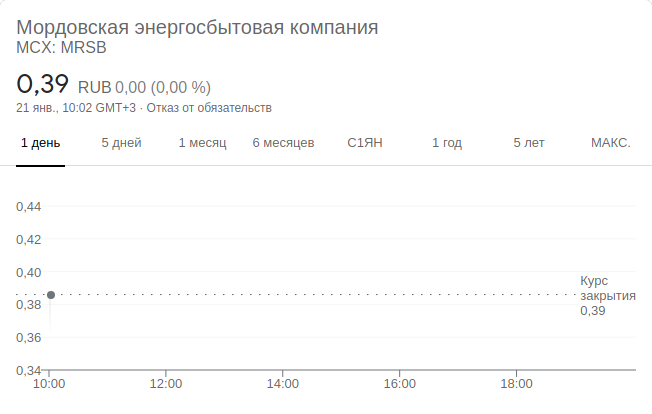 Мордовская энергосбытовая компания
MCX: MRSB
0,39 RUB 0,00 (0,00 %)
21 янв., 10:02 GMT+3 · Отказ от обязательств
1 день 5 дней 1 месяц 6 месяцев С1ЯН 1 год 5 лет МАКС.
0,44
0,42
0,40
Курс
закрытия
0,39
0,38
0,36
0,34
10:00 12:00 14:00 16:00 18:00